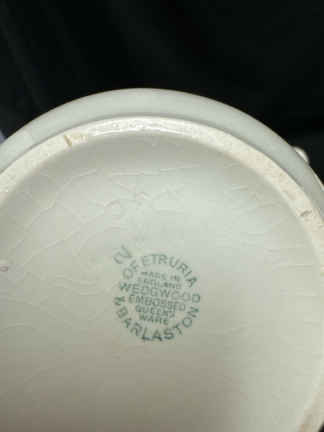 OF ETRURIA
MADE IN
ENGLAND
WEDGWOOD
EMBOSSED
QUEENS
WARE
& BARLASTON